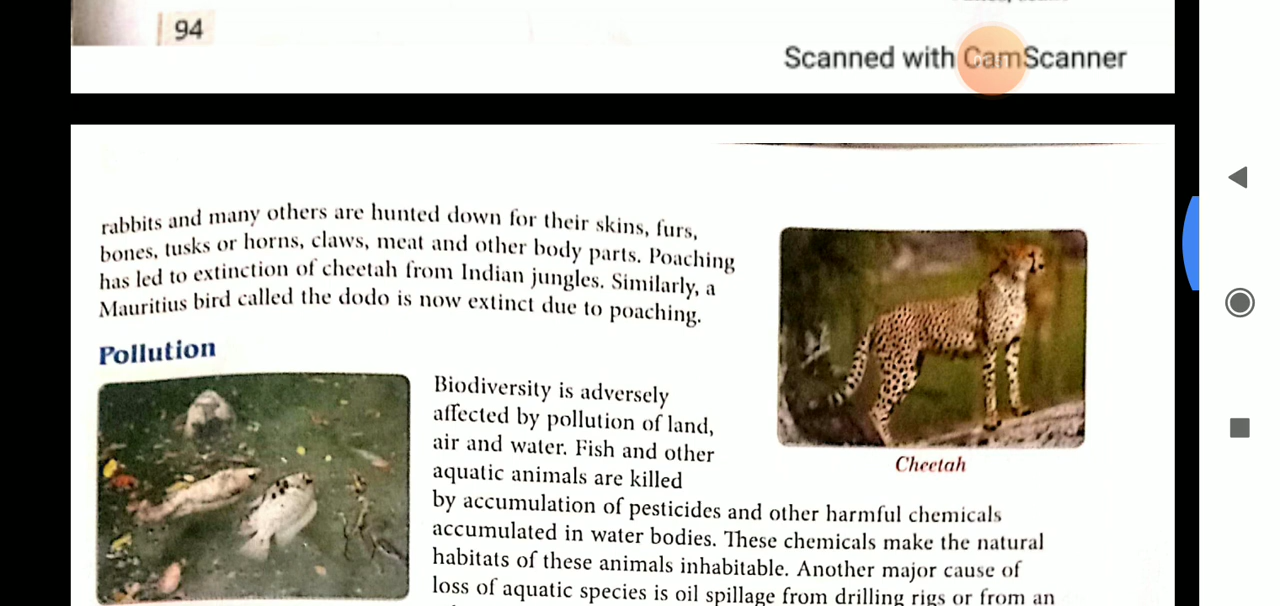 94
Scanned with CamScanner
rabbits and many others are hunted down for their skins, furs,
bones, tusks or horns, claws, meat and other body parts. Poaching
has led to extinction of cheetah from Indian jungles. Similarly, a
Mauritius bird called the dodo is now extinct due to poaching.
Pollution
Biodiversity is adversely
affected by pollution of land,
air and water. Fish and other
aquatic animals are killed
by accumulation of pesticides and other harmful chemicals
accumulated in water bodies. These chemicals make the natural
habitats of these animals inhabitable. Another major cause of
loss of aquatic species is oil spillage from drilling rigs or from an
Cheetah